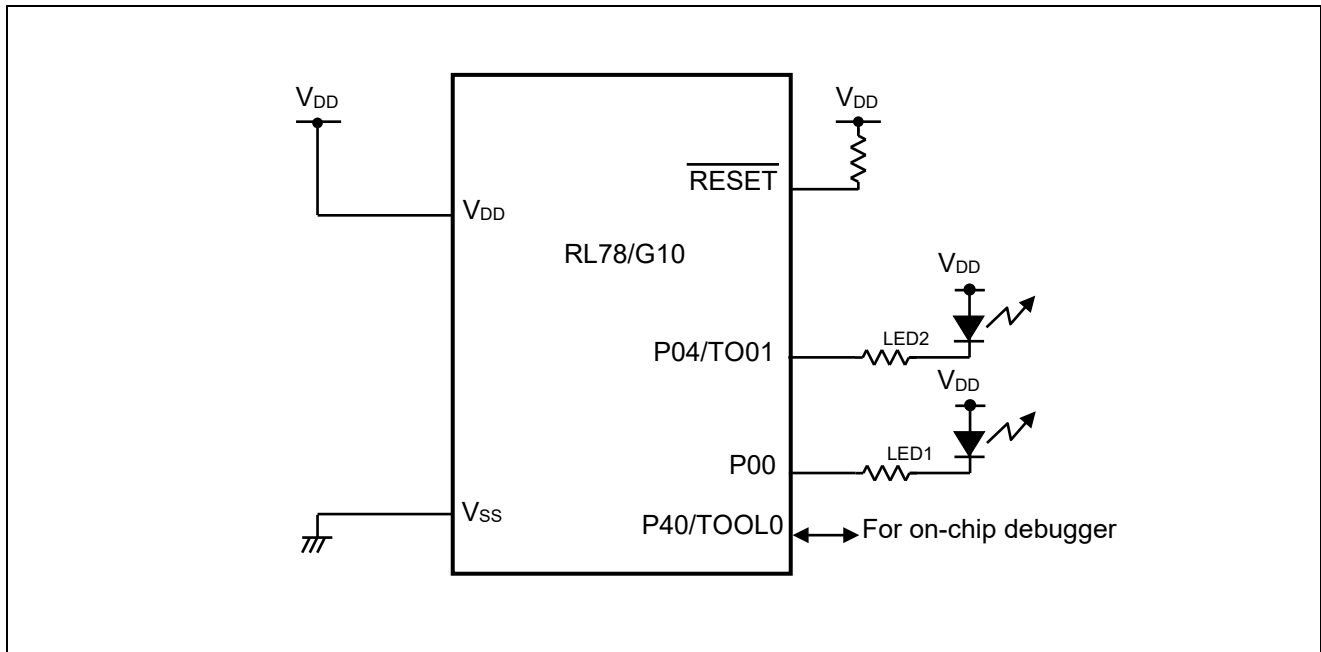 VDD
VDD
RESET
VDD
RL78/G10
VDD
P04/TO01
LED2
VDD
P00
LED1
VSS
P40/TOOL0
For on-chip debugger